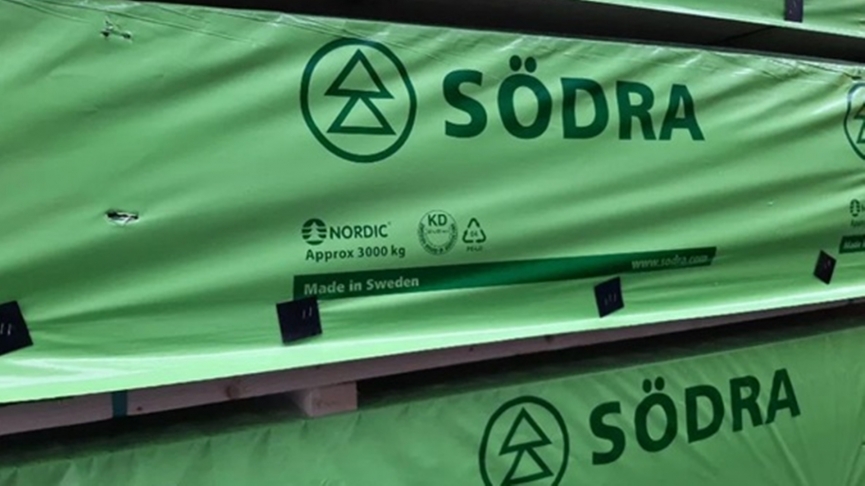 SÖDRA
NORDIC
Approx 3000 kg
KD
Made in Sweden
www.sodra.com
SÖDRA